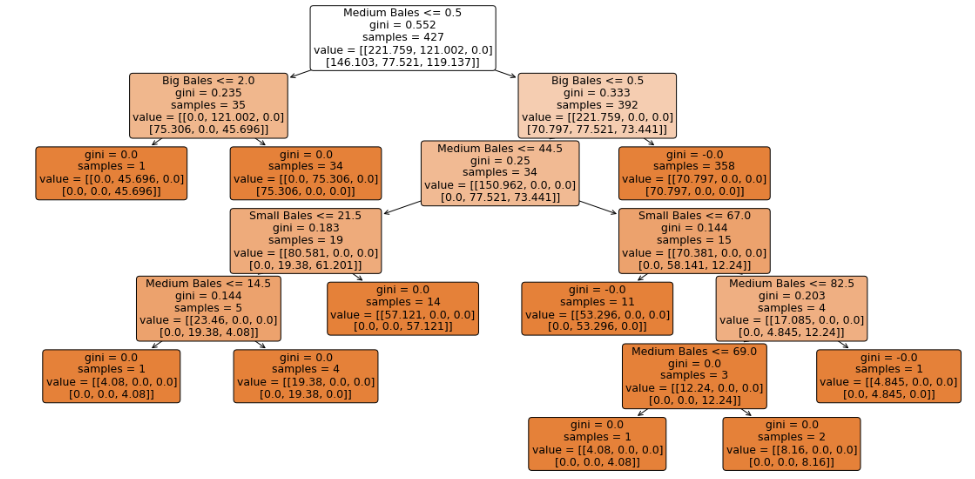 Medium Bales <= 0.5
gini = 0.552
samples = 427
value = [[221.759, 121.002, 0.0]
[146.103, 77.521, 119.137]]
Big Bales <= 2.0
gini = 0.235
samples = 35
value = [[0.0, 121.002, 0.0]
[75.306, 0.0, 45.696]]
Big Bales <= 0.5
gini = 0.333
samples = 392
value = [[221.759, 0.0, 0.0]
[70.797, 77.521, 73.441]]
gini = 0.0
samples = 1
value = [[0.0, 45.696, 0.0]
[0.0, 0.0, 45.696]]
gini = 0.0
samples = 34
value = [[0.0, 75.306, 0.0]
[75.306, 0.0, 0.0]]
Medium Bales <= 44.5
gini = 0.25
samples = 34
value = [[150.962, 0.0, 0.0]
[0.0, 77.521, 73.441]]
gini = -0.0
samples = 358
value = [[70.797, 0.0, 0.0]
[70.797, 0.0, 0.0]]
Small Bales <= 21.5
gini = 0.183
samples = 19
value = [[80.581, 0.0, 0.0]
[0.0, 19.38, 61.201]]
Small Bales <= 67.0
gini = 0.144
samples = 15
value = [[70.381, 0.0, 0.0]
[0.0, 58.141, 12.24]]
Medium Bales <= 14.5
gini = 0.144
samples = 5
value = [[23.46, 0.0, 0.0]
[0.0, 19.38, 4.08]]
gini = 0.0
samples = 14
value = [[57.121, 0.0, 0.0]
[0.0, 0.0, 57.121]]
gini = -0.0
samples = 11
value = [[53.296, 0.0, 0.0]
[0.0, 53.296, 0.0]]
Medium Bales <= 82.5
gini = 0.203
samples = 4
value = [[17.085, 0.0, 0.0]
[0.0, 4.845, 12.24]]
gini = 0.0
samples = 1
value = [[4.08, 0.0, 0.0]
[0.0, 0.0, 4.08]]
gini = 0.0
samples = 4
value = [[19.38, 0.0, 0.0]
[0.0, 19.38, 0.0]]
Medium Bales <= 69.0
gini = 0.0
samples = 3
value = [[12.24, 0.0, 0.0]
[0.0, 0.0, 12.24]]
gini = -0.0
samples = 1
value = [[4.845, 0.0, 0.0]
[0.0, 4.845, 0.0]]
gini = 0.0
samples = 1
value = [[4.08, 0.0, 0.0]
[0.0, 0.0, 4.08]]
gini = 0.0
samples = 2
value = [[8.16, 0.0, 0.0]
[0.0, 0.0, 8.16]]